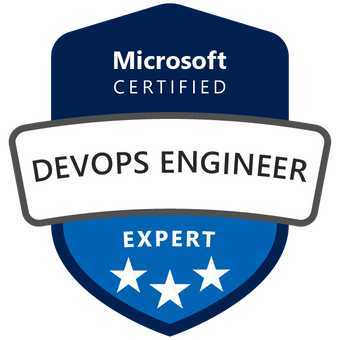 Microsoft
CERTIFIED
DEVOPS ENGINEER
EXPERT